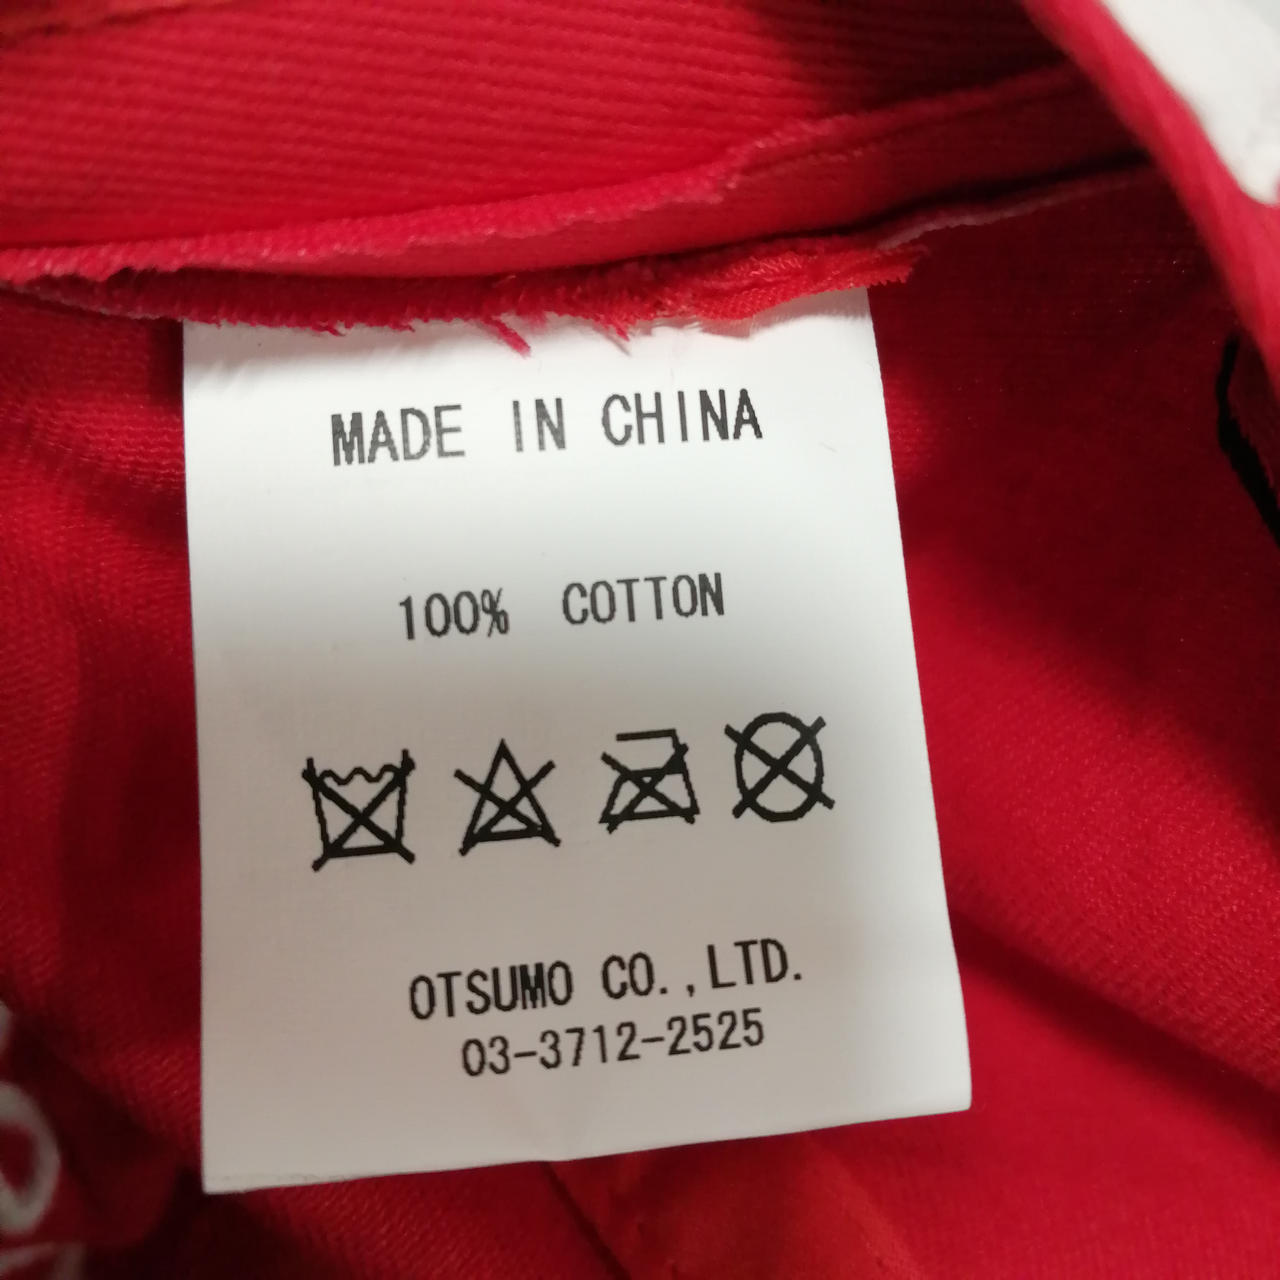 MADE IN CHINA
100% COTTON
OTSUMO CO.,LTD.
03-3712-2525